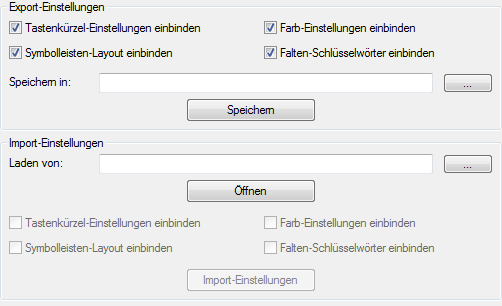 Export-Einstellungen
Tastenkürzel-Einstellungen einbinden Farb-Einstellungen einbinden
Symbolleisten-Layout einbinden Falten-Schlüsselwörter einbinden
Speichern in: ...
Speichern
Import-Einstellungen
Laden von: ...
Öffnen
Tastenkürzel-Einstellungen einbinden Farb-Einstellungen einbinden
Symbolleisten-Layout einbinden Falten-Schlüsselwörter einbinden
Import-Einstellungen